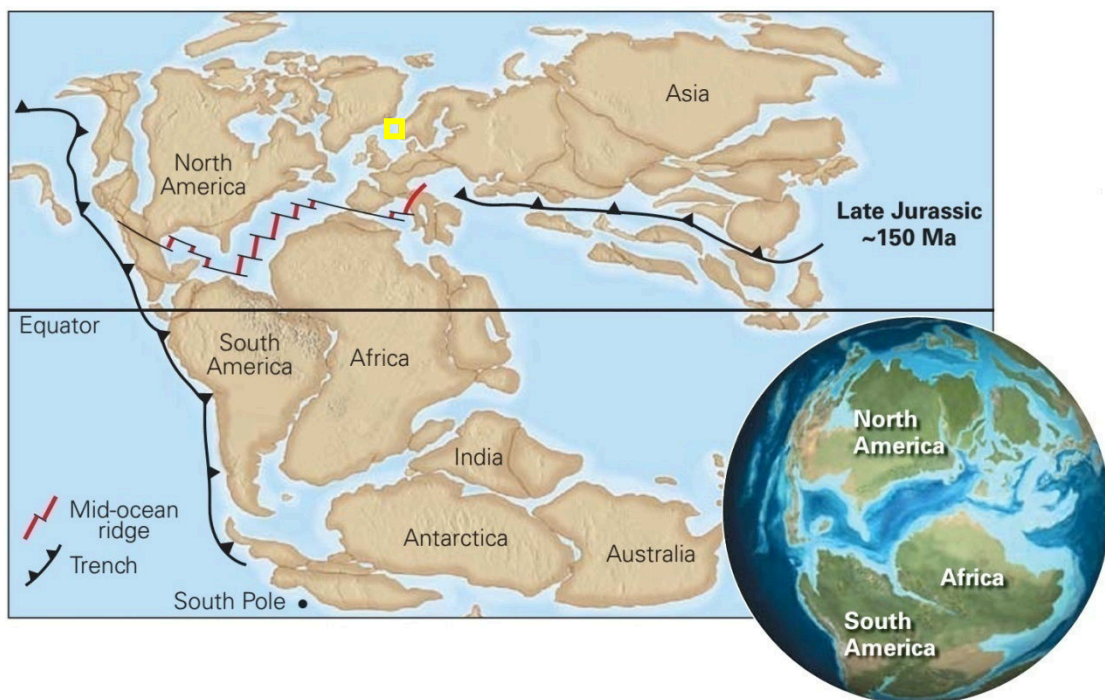 Asia
North
America
Late Jurassic
~150 Ma
Equator
South
America
Africa
India
Antarctica
Australia
Mid-ocean
ridge
Trench
South Pole
North
America
Africa
South
America